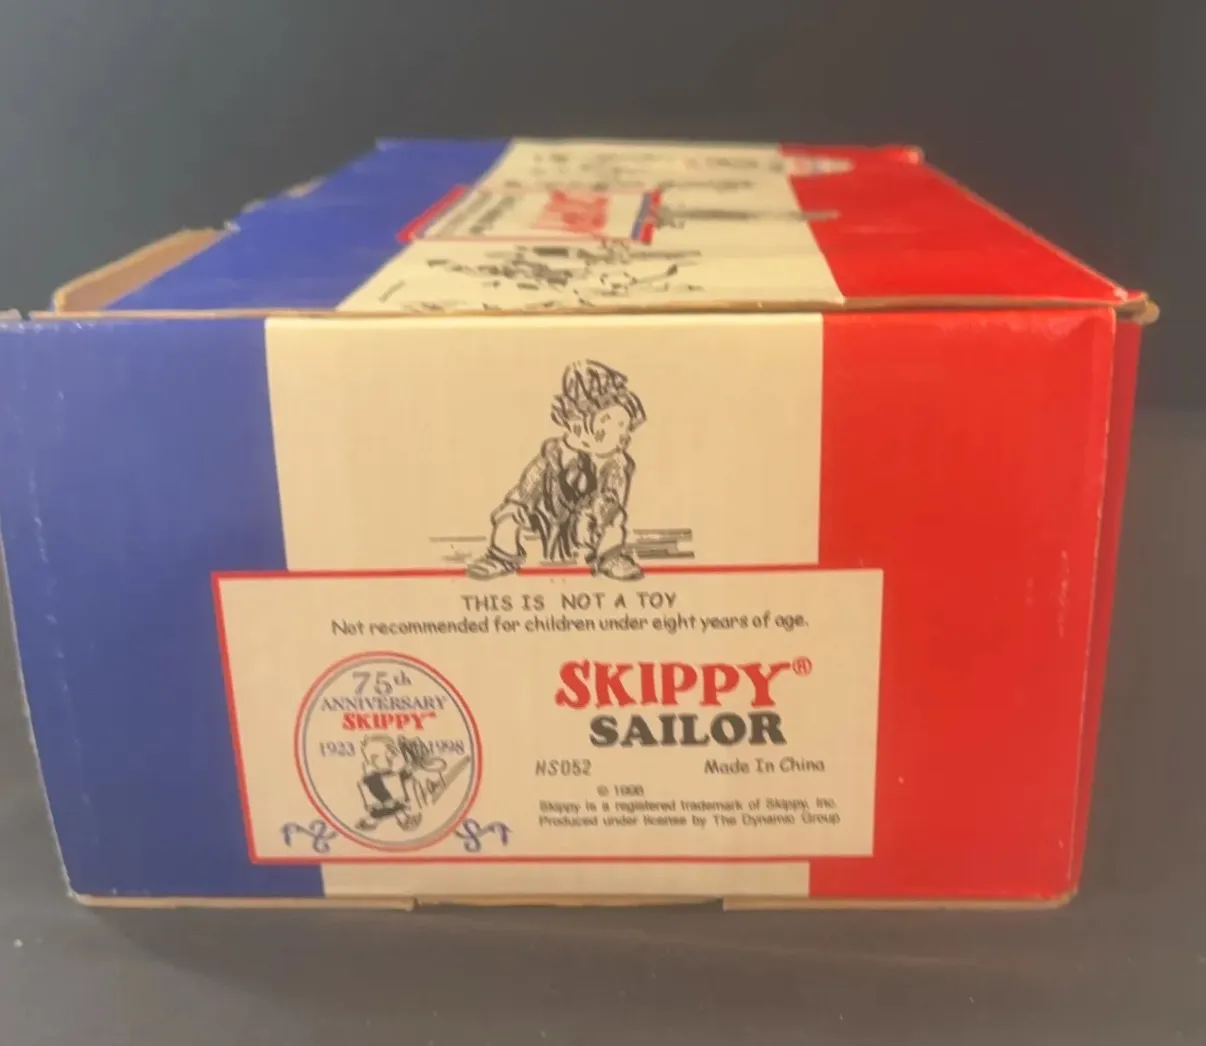 SKIPPY
THIS IS NOT A TOY
Not recommended for children under eight years of age.
75th
ANNIVERSARY
SKIPPY
1923 1998
SKIPPY®
SAILOR
HS052 Made In China
© 1998
Skippy is a registered trademark of Skippy, Inc.
Produced under license by The Dynamic Group